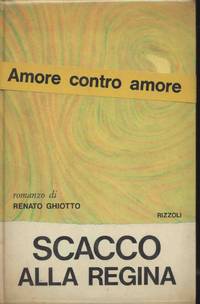 Amore contro amore
romanzo di
RENATO GHIOTTO
RIZZOLI
SCACCO
ALLA REGINA